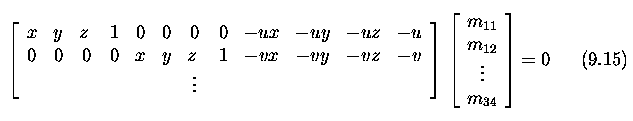 x y z 1 0 0 0 0 −ux −uy −uz −u m₁₁
0 0 0 0 x y z 1 −vx −vy −vz −v m₁₂ = 0 (9.15)
⋮ ⋮
m₃₄